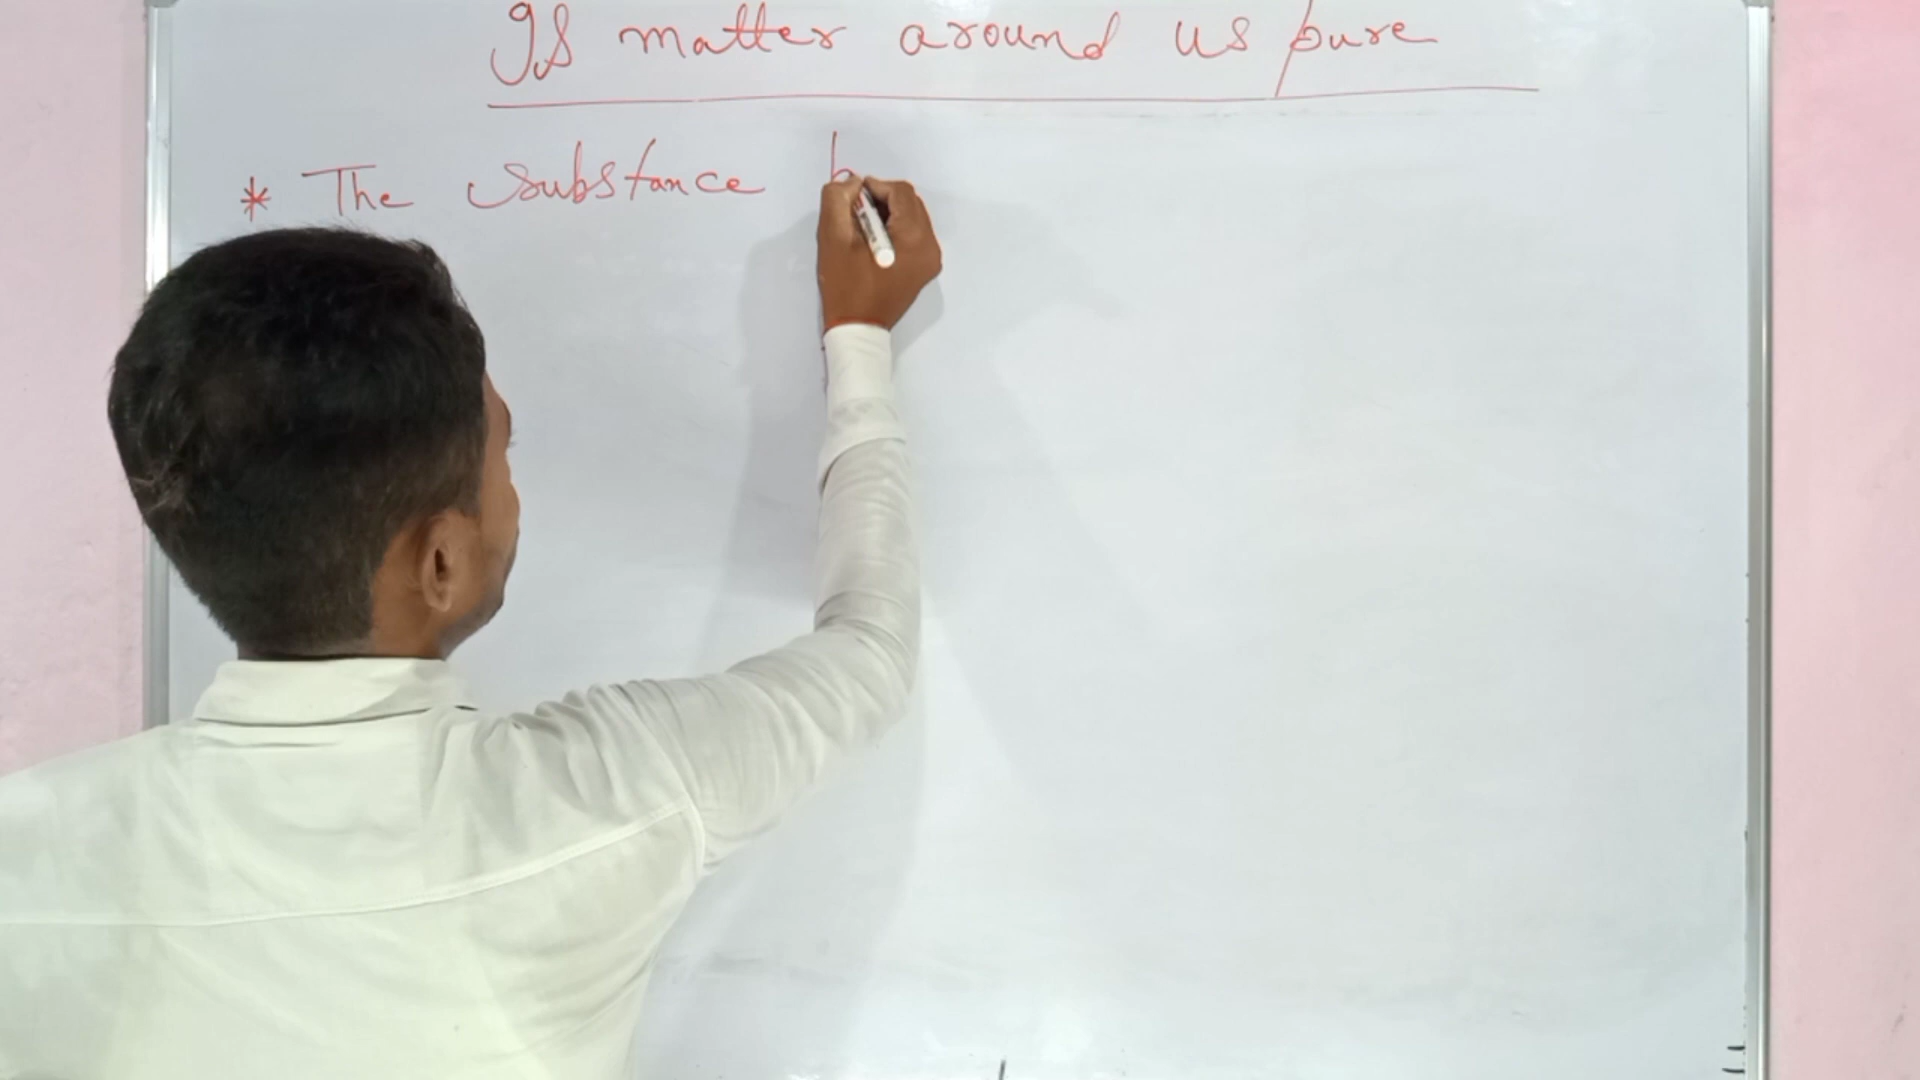 Is matter around us pure
* The substance